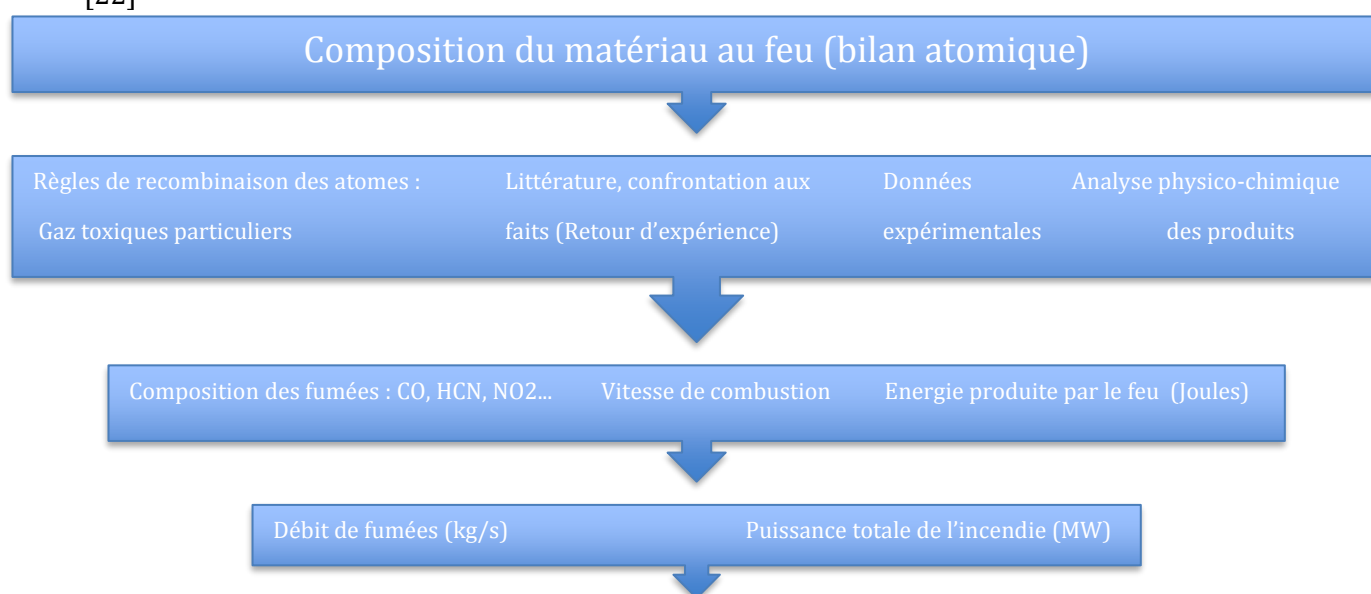 [22]
Composition du matériau au feu (bilan atomique)
Règles de recombinaison des atomes : Littérature, confrontation aux Données Analyse physico-chimique
Gaz toxiques particuliers faits (Retour d’expérience) expérimentales des produits
Composition des fumées : CO, HCN, NO2... Vitesse de combustion Energie produite par le feu (Joules)
Débit de fumées (kg/s) Puissance totale de l’incendie (MW)